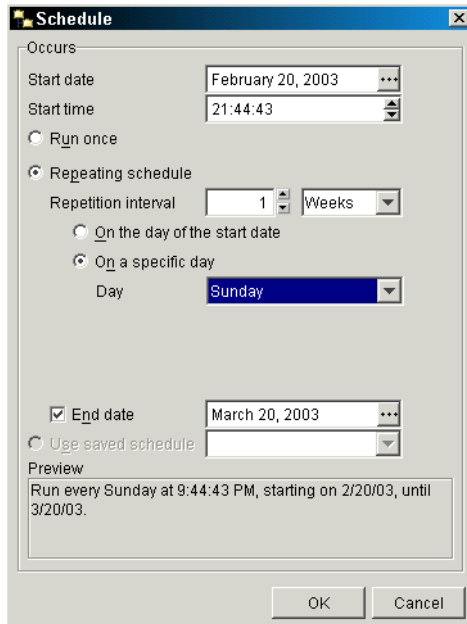 Schedule
Occurs
Start date February 20, 2003 ...
Start time 21:44:43
Run once
Repeating schedule
Repetition interval 1 Weeks
On the day of the start date
On a specific day
Day Sunday
End date March 20, 2003 ...
Use saved schedule
Preview
Run every Sunday at 9:44:43 PM, starting on 2/20/03, until
3/20/03.
OK Cancel